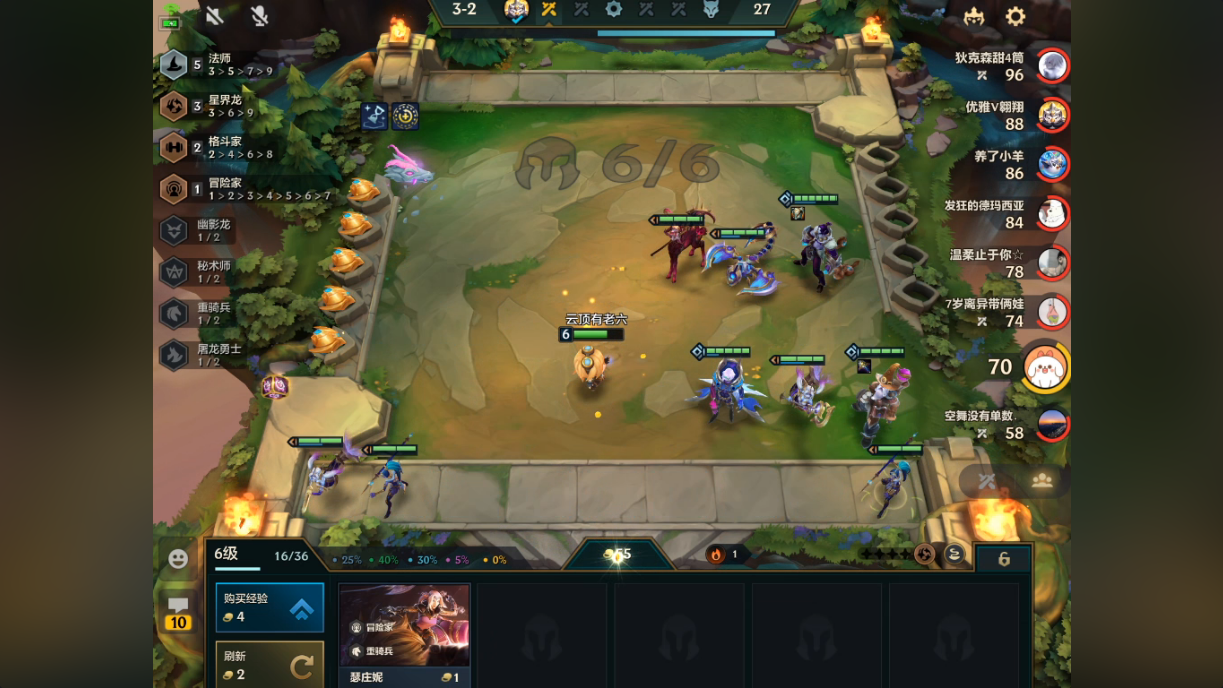 3-2
27
5 法师
3 > 5 > 7 > 9
3 星界龙
3 > 6 > 9
2 格斗家
2 > 4 > 6 > 8
1 冒险家
1 > 2 > 3 > 4 > 5 > 6 > 7
幽影龙
1 / 2
秘术师
1 / 2
重骑兵
1 / 2
屠龙勇士
1 / 2
6/6
云顶有老六
6
狄克森甜4筒
96
优雅V翱翔
88
养了小羊
86
发狂的德玛西亚
84
温柔止于你☆
78
7岁离异带俩娃
74
70
空舞没有单数
58
6级
16/36
25% 40% 30% 5% 0%
55
1
6
购买经验
4
刷新
2
10
冒险家
重骑兵
瑟庄妮
1